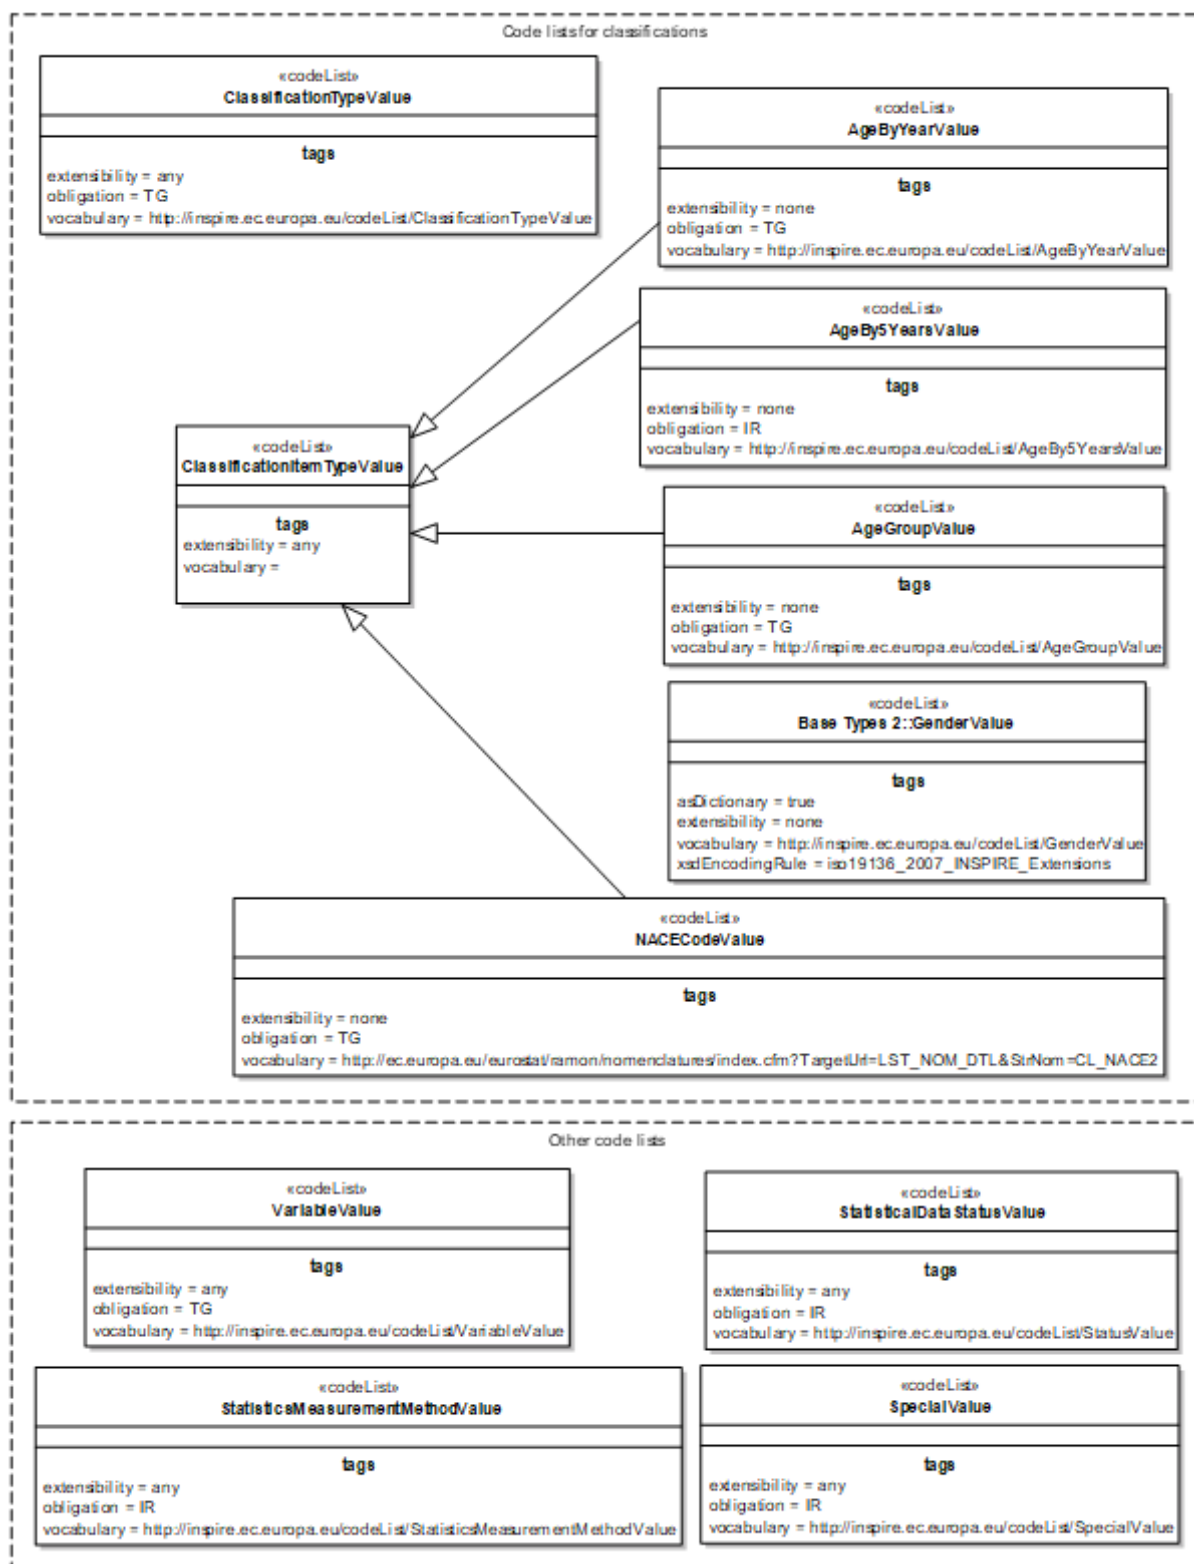 Code lists for classifications
«codeList»
ClassificationTypeValue
tags
extensibility = any
obligation = TG
vocabulary = http://inspire.ec.europa.eu/codeList/ClassificationTypeValue
«codeList»
AgeByYearValue
tags
extensibility = none
obligation = TG
vocabulary = http://inspire.ec.europa.eu/codeList/AgeByYearValue
«codeList»
AgeBy5YearsValue
tags
extensibility = none
obligation = IR
vocabulary = http://inspire.ec.europa.eu/codeList/AgeBy5YearsValue
«codeList»
ClassificationItemTypeValue
tags
extensibility = any
vocabulary =
«codeList»
AgeGroupValue
tags
extensibility = none
obligation = TG
vocabulary = http://inspire.ec.europa.eu/codeList/AgeGroupValue
«codeList»
Base Types 2::GenderValue
tags
asDictionary = true
extensibility = none
vocabulary = http://inspire.ec.europa.eu/codeList/GenderValue
xsdEncodingRule = iso19136_2007_INSPIRE_Extensions
«codeList»
NACECodeValue
tags
extensibility = none
obligation = TG
vocabulary = http://ec.europa.eu/eurostat/ramon/nomenclatures/index.cfm?TargetUrl=LST_NOM_DTL&StrNom=CL_NACE2
Other code lists
«codeList»
VariableValue
tags
extensibility = any
obligation = TG
vocabulary = http://inspire.ec.europa.eu/codeList/VariableValue
«codeList»
StatisticalDataStatusValue
tags
extensibility = any
obligation = IR
vocabulary = http://inspire.ec.europa.eu/codeList/StatusValue
«codeList»
StatisticsMeasurementMethodValue
tags
extensibility = any
obligation = IR
vocabulary = http://inspire.ec.europa.eu/codeList/StatisticsMeasurementMethodValue
«codeList»
SpecialValue
tags
extensibility = any
obligation = IR
vocabulary = http://inspire.ec.europa.eu/codeList/SpecialValue